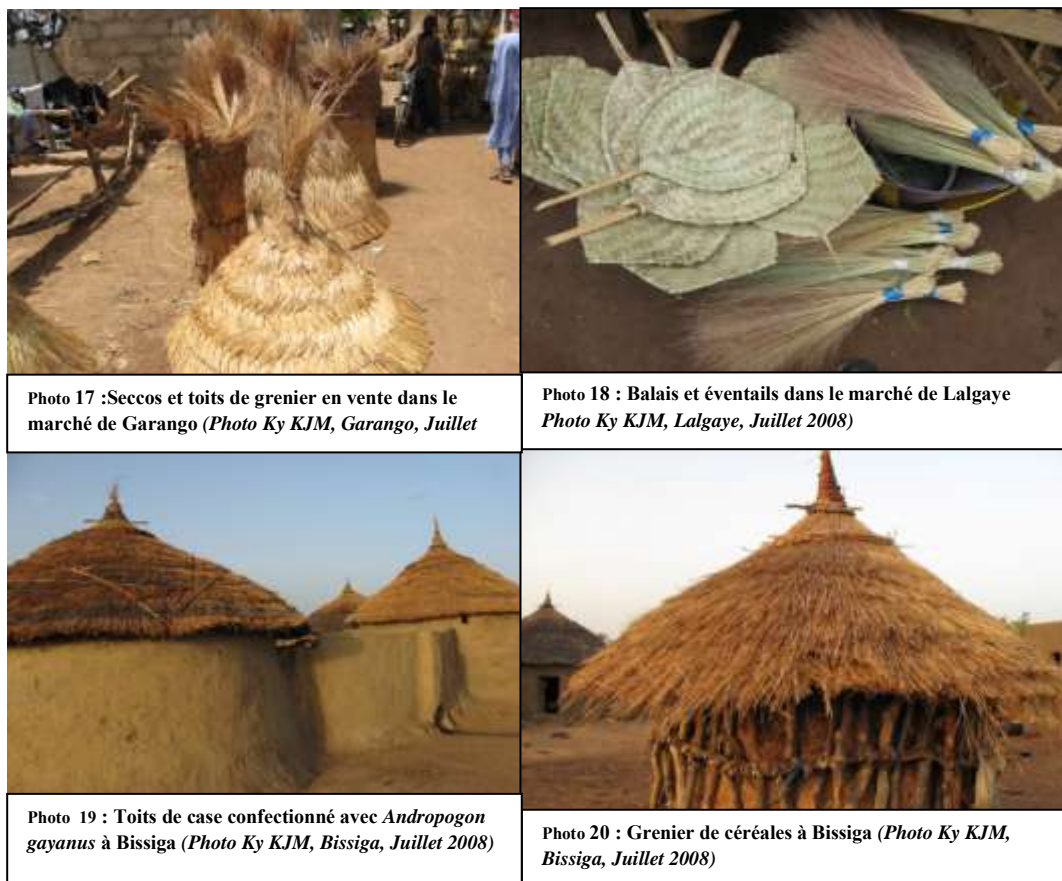 Photo 17 :Seccos et toits de grenier en vente dans le
marché de Garango (Photo Ky KJM, Garango, Juillet
Photo 18 : Balais et éventails dans le marché de Lalgaye
Photo Ky KJM, Lalgaye, Juillet 2008)
Photo 19 : Toits de case confectionné avec Andropogon
gayanus à Bissiga (Photo Ky KJM, Bissiga, Juillet 2008)
Photo 20 : Grenier de céréales à Bissiga (Photo Ky KJM,
Bissiga, Juillet 2008)